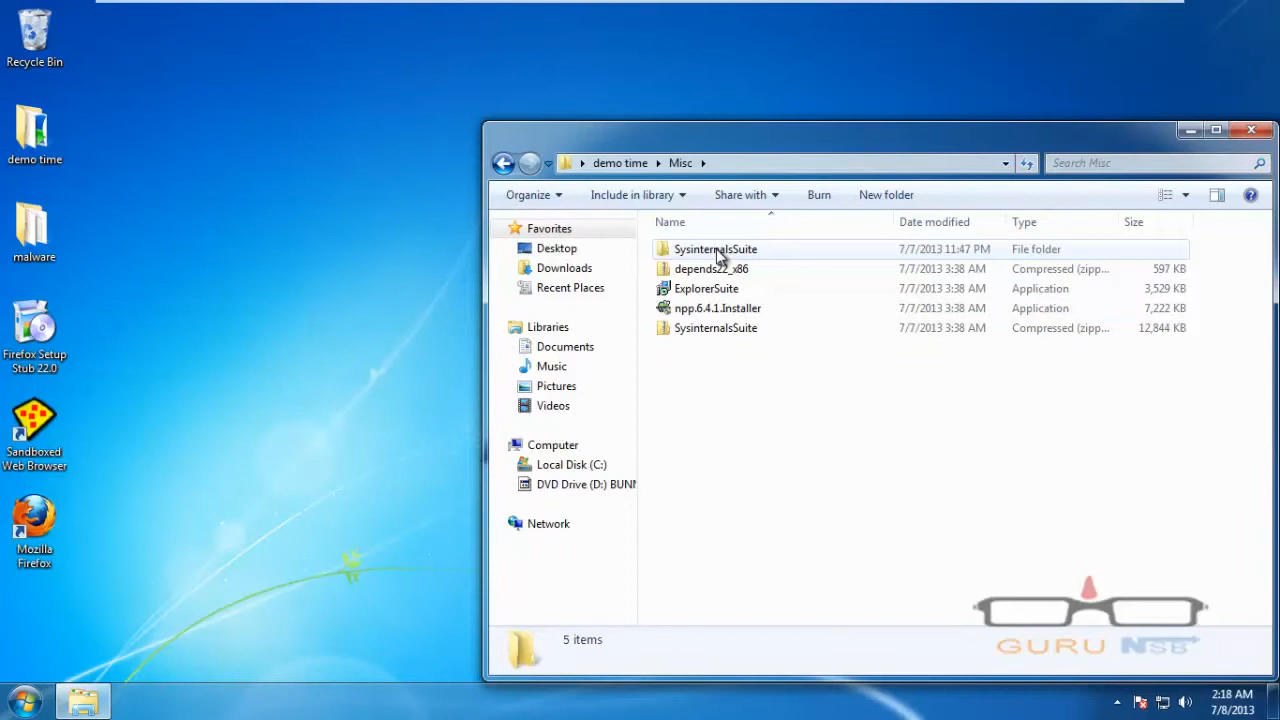 Recycle Bin
demo time
malware
Firefox Setup
Stub 22.0
Sandboxed
Web Browser
Mozilla
Firefox
demo time Misc
Search Misc
Organize Include in library Share with Burn New folder
Favorites
Desktop
Downloads
Recent Places
Libraries
Documents
Music
Pictures
Videos
Computer
Local Disk (C:)
DVD Drive (D:) BUNN
Network
Name Date modified Type Size
SysinternalsSuite 7/7/2013 11:47 PM File folder
depends22_x86 7/7/2013 3:38 AM Compressed (zipp... 597 KB
ExplorerSuite 7/7/2013 3:38 AM Application 3,529 KB
npp.6.4.1.Installer 7/7/2013 3:38 AM Application 7,222 KB
SysinternalsSuite 7/7/2013 3:38 AM Compressed (zipp... 12,844 KB
5 items
GURU NSB
2:18 AM
7/8/2013